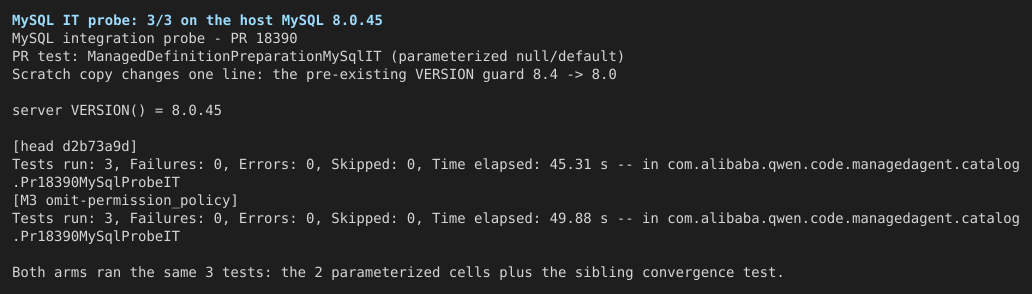 MySQL IT probe: 3/3 on the host MySQL 8.0.45
MySQL integration probe - PR 18390
PR test: ManagedDefinitionPreparationMySqlIT (parameterized null/default)
Scratch copy changes one line: the pre-existing VERSION guard 8.4 -> 8.0
server VERSION() = 8.0.45
[head d2b73a9d]
Tests run: 3, Failures: 0, Errors: 0, Skipped: 0, Time elapsed: 45.31 s -- in com.alibaba.qwen.code.managedagent.catalog
.Pr18390MySqlProbeIT
[M3 omit-permission_policy]
Tests run: 3, Failures: 0, Errors: 0, Skipped: 0, Time elapsed: 49.88 s -- in com.alibaba.qwen.code.managedagent.catalog
.Pr18390MySqlProbeIT
Both arms ran the same 3 tests: the 2 parameterized cells plus the sibling convergence test.